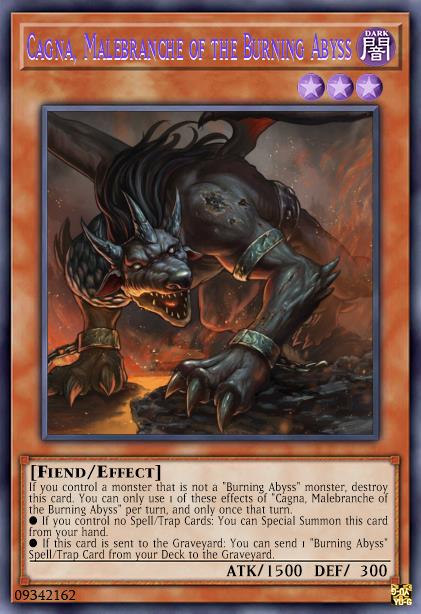 Cagna, Malebranche of the Burning Abyss
DARK
闇
[Fiend/Effect]
If you control a monster that is not a "Burning Abyss" monster, destroy
this card. You can only use 1 of these effects of "Cagna, Malebranche of
the Burning Abyss" per turn, and only once that turn.
● If you control no Spell/Trap Cards: You can Special Summon this card
from your hand.
● If this card is sent to the Graveyard: You can send 1 "Burning Abyss"
Spell/Trap Card from your Deck to the Graveyard.
ATK/1500 DEF/ 300
09342162